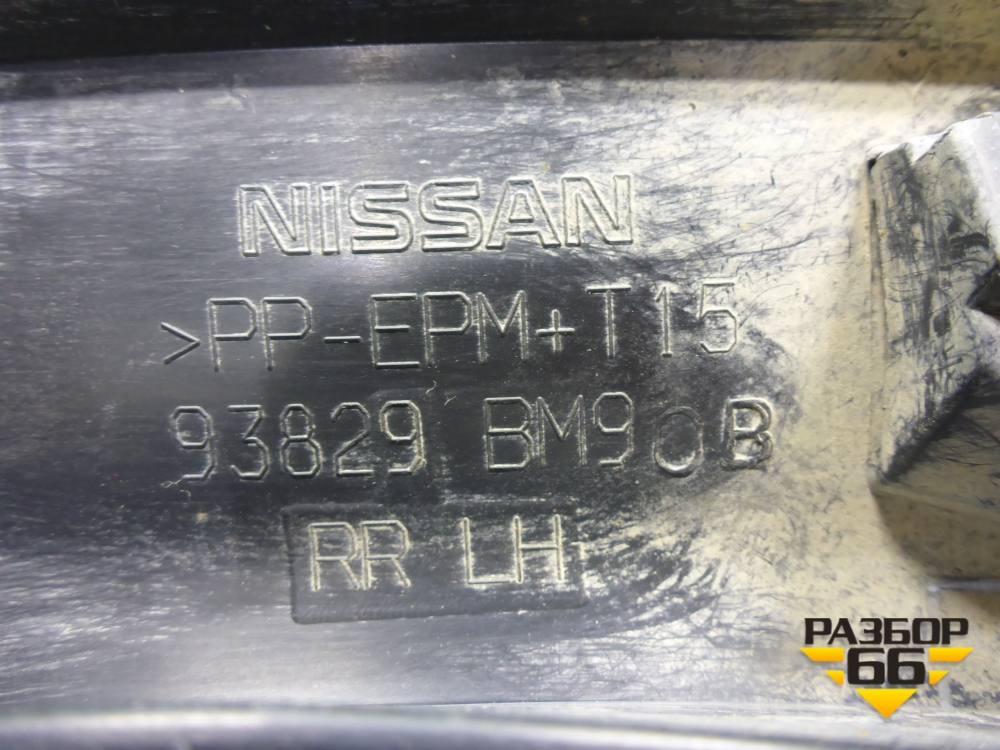 NISSAN
>PP-EPM+T15
93829 BM90B
RR LH
РАЗБОР
66